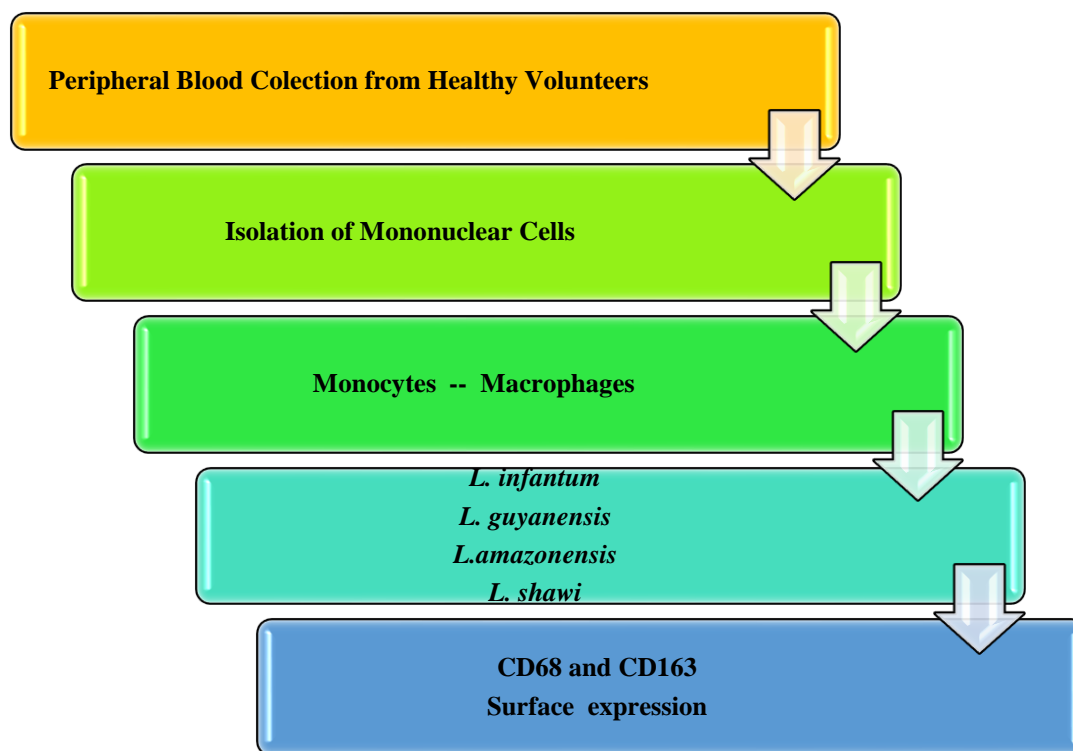 Peripheral Blood Colection from Healthy Volunteers
Isolation of Mononuclear Cells
Monocytes -- Macrophages
L. infantum
L. guyanensis
L.amazonensis
L. shawi
CD68 and CD163
Surface expression